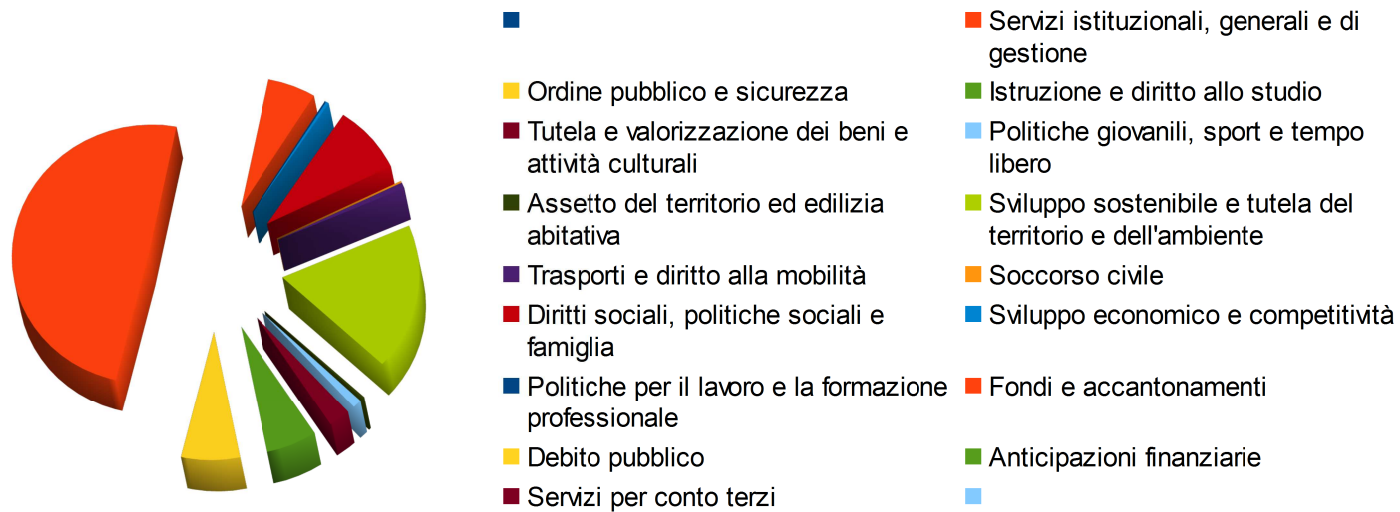 Servizi istituzionali, generali e di
gestione
Ordine pubblico e sicurezza
Istruzione e diritto allo studio
Tutela e valorizzazione dei beni e
attività culturali
Politiche giovanili, sport e tempo
libero
Assetto del territorio ed edilizia
abitativa
Sviluppo sostenibile e tutela del
territorio e dell'ambiente
Trasporti e diritto alla mobilità
Soccorso civile
Diritti sociali, politiche sociali e
famiglia
Sviluppo economico e competitività
Politiche per il lavoro e la formazione
professionale
Fondi e accantonamenti
Debito pubblico
Anticipazioni finanziarie
Servizi per conto terzi